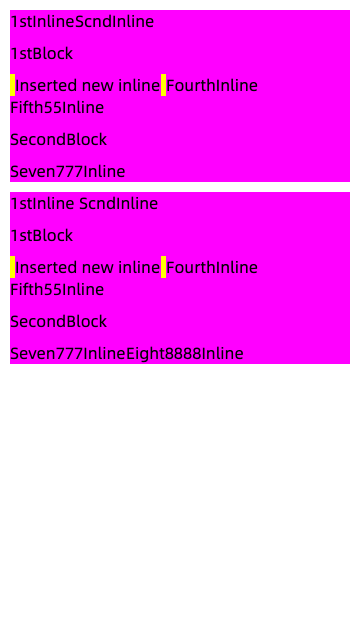 1stInlineScndInline
1stBlock
Inserted new inline FourthInline
Fifth55Inline
SecondBlock
Seven777Inline
1stInline ScndInline
1stBlock
Inserted new inline FourthInline
Fifth55Inline
SecondBlock
Seven777InlineEight8888Inline